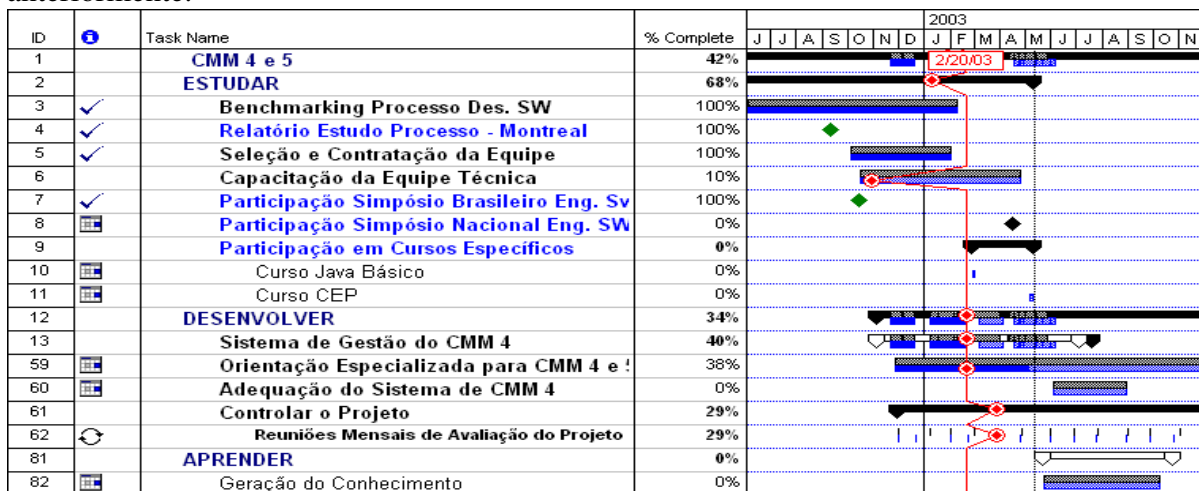 2003
ID Task Name % Complete J J A S O N D J F M A M J J A S O N
1 CMM 4 e 5 42% 2/20/03
2 ESTUDAR 68%
3 Benchmarking Processo Des. SW 100%
4 Relatório Estudo Processo - Montreal 100%
5 Seleção e Contratação da Equipe 100%
6 Capacitação da Equipe Técnica 10%
7 Participação Simpósio Brasileiro Eng. Sv 100%
8 Participação Simpósio Nacional Eng. SW 0%
9 Participação em Cursos Específicos 0%
10 Curso Java Básico 0%
11 Curso CEP 0%
12 DESENVOLVER 34%
13 Sistema de Gestão do CMM 4 40%
59 Orientação Especializada para CMM 4 e 38%
60 Adequação do Sistema de CMM 4 0%
61 Controlar o Projeto 29%
62 Reuniões Mensais de Avaliação do Projeto 29%
81 APRENDER 0%
82 Geração do Conhecimento 0%